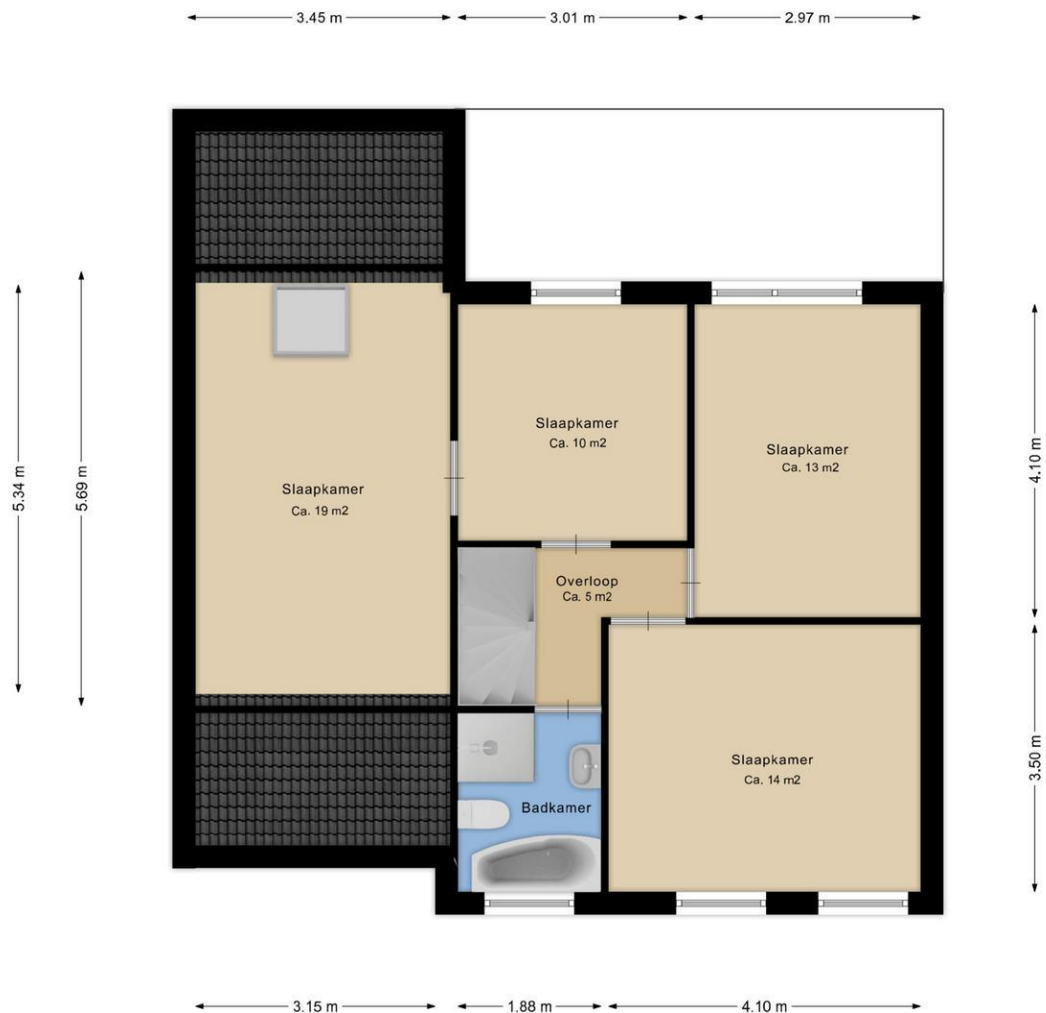 3.45 m
3.01 m
2.97 m
Slaapkamer
Ca. 10 m2
Slaapkamer
Ca. 13 m2
Slaapkamer
Ca. 19 m2
5.34 m
5.69 m
4.10 m
Overloop
Ca. 5 m2
Slaapkamer
Ca. 14 m2
Badkamer
3.50 m
3.15 m
1.88 m
4.10 m